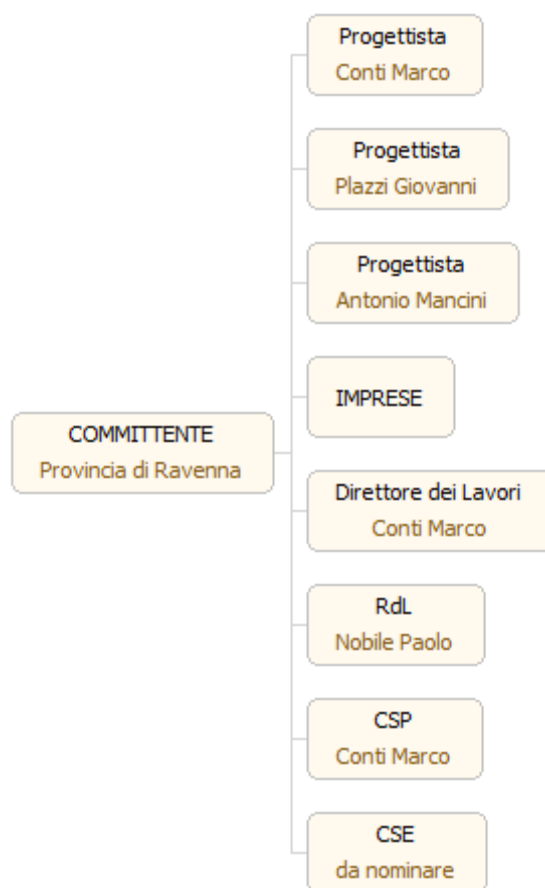 Progettista
Conti Marco
Progettista
Plazzi Giovanni
Progettista
Antonio Mancini
IMPRESE
COMMITTENTE
Provincia di Ravenna
Direttore dei Lavori
Conti Marco
RdL
Nobile Paolo
CSP
Conti Marco
CSE
da nominare